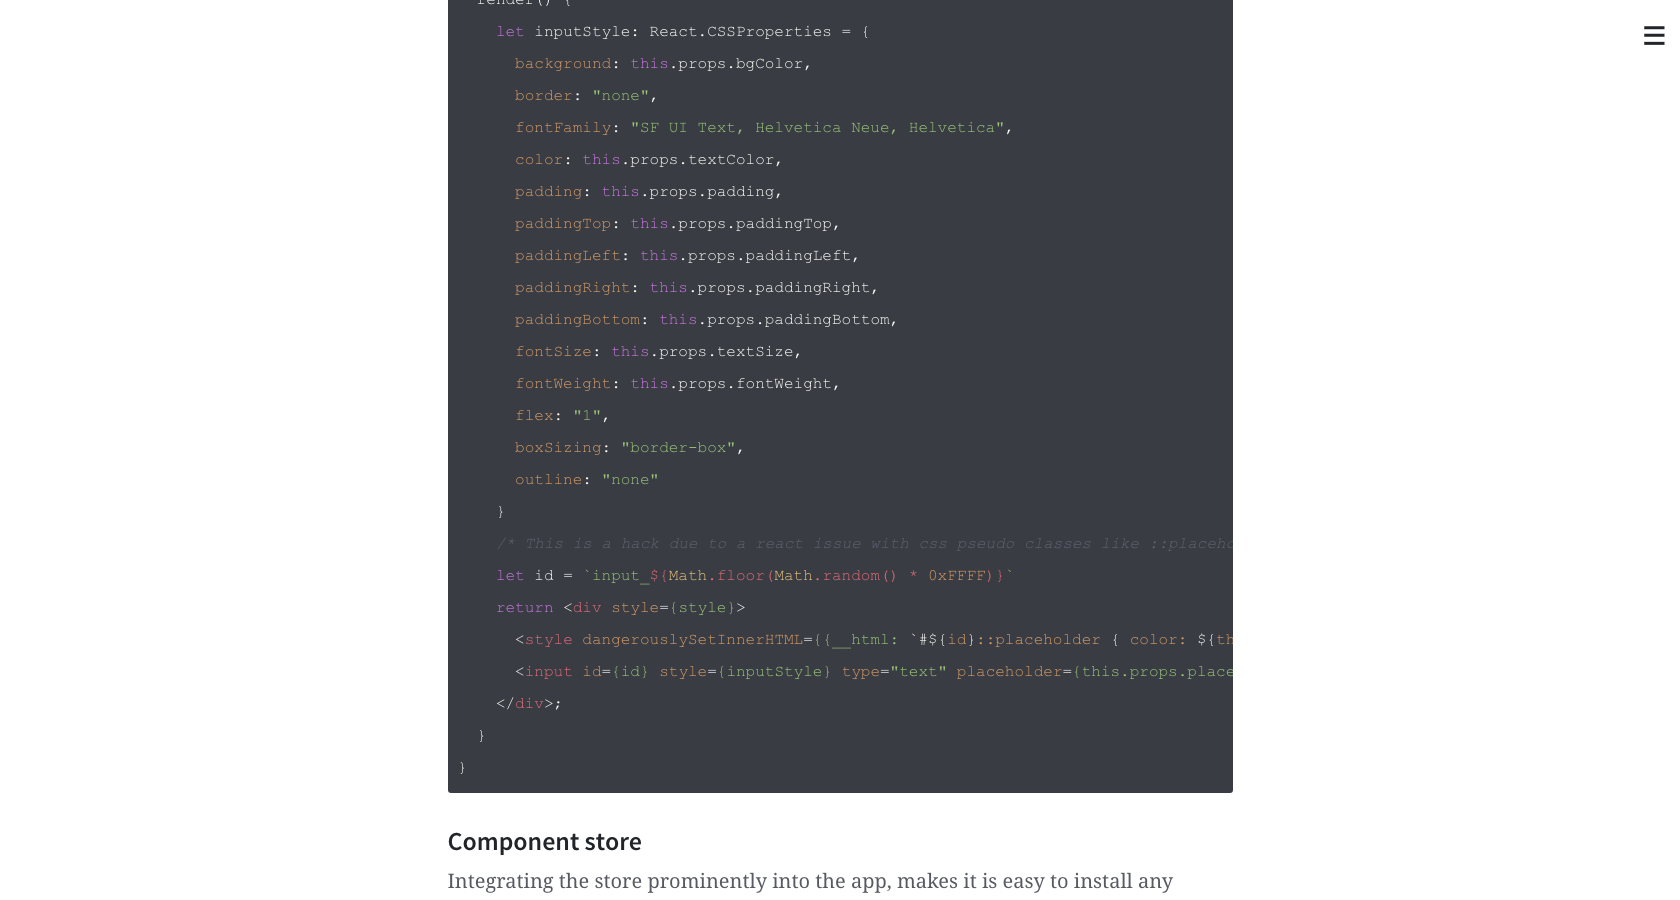 render() {
let inputStyle: React.CSSProperties = {
background: this.props.bgColor,
border: "none",
fontFamily: "SF UI Text, Helvetica Neue, Helvetica",
color: this.props.textColor,
padding: this.props.padding,
paddingTop: this.props.paddingTop,
paddingLeft: this.props.paddingLeft,
paddingRight: this.props.paddingRight,
paddingBottom: this.props.paddingBottom,
fontSize: this.props.textSize,
fontWeight: this.props.fontWeight,
flex: "1",
boxSizing: "border-box",
outline: "none"
}
/* This is a hack due to a react issue with css pseudo classes like ::placeho
let id = `input_${Math.floor(Math.random() * 0xFFFF)}`
return <div style={style}>
<style dangerouslySetInnerHTML={{__html: `#${id}::placeholder { color: ${th
<input id={id} style={inputStyle} type="text" placeholder={this.props.place
</div>;
}
}
Component store
Integrating the store prominently into the app, makes it is easy to install any